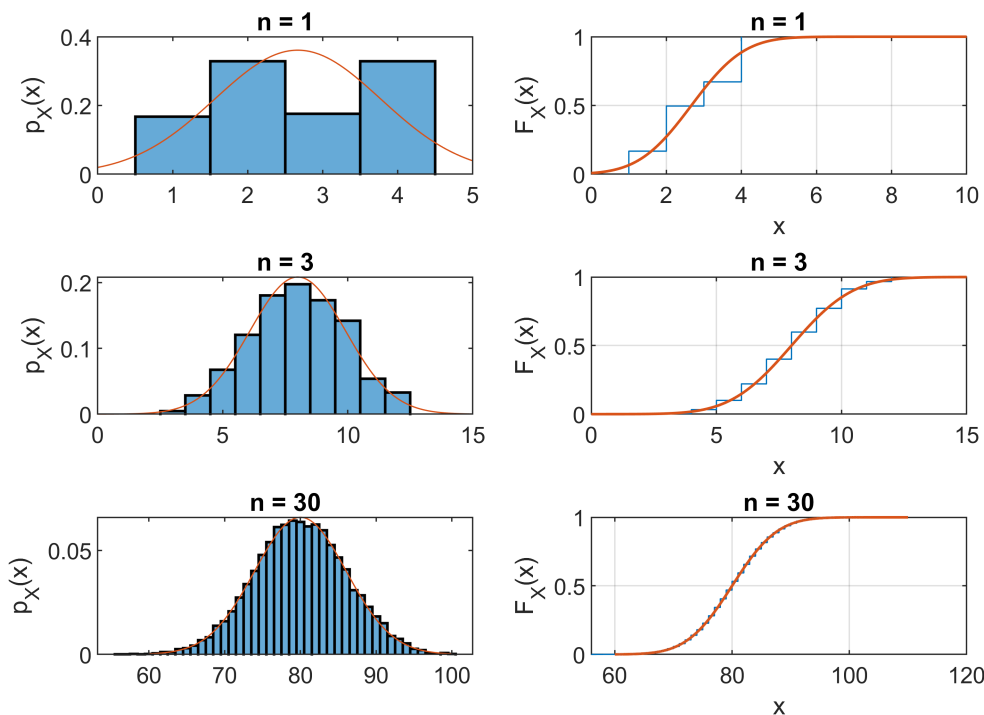 n = 1
p_X(x)
0.4
0.2
0
0 1 2 3 4 5
n = 1
F_X(x)
1
0.5
0
0 2 4 6 8 10
x
n = 3
p_X(x)
0.2
0.1
0
0 5 10 15
n = 3
F_X(x)
1
0.5
0
0 5 10 15
x
n = 30
p_X(x)
0.05
0
60 70 80 90 100
n = 30
F_X(x)
1
0.5
0
60 80 100 120
x